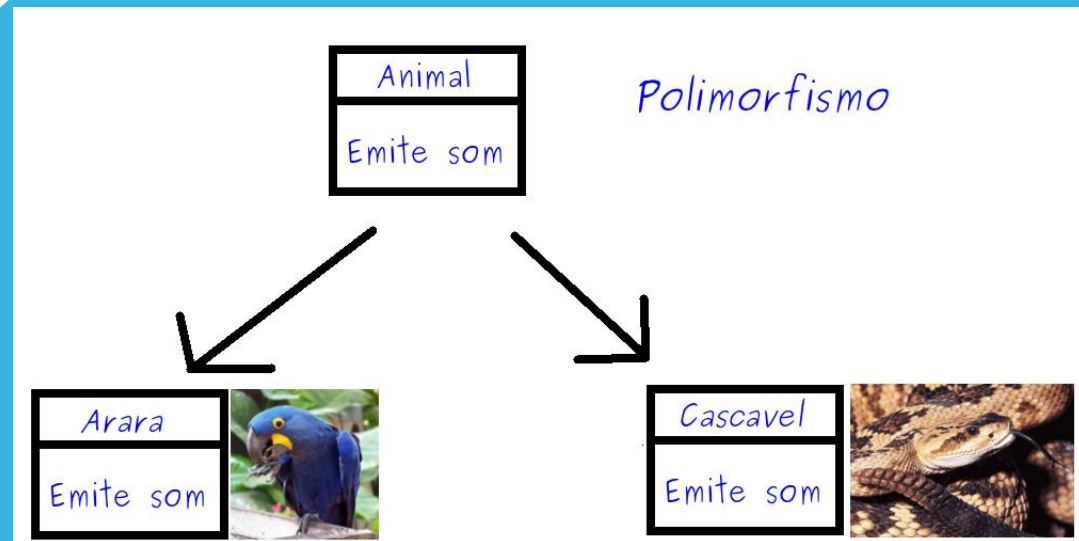 Animal
Polimorfismo
Emite som
Arara
Cascavel
Emite som
Emite som